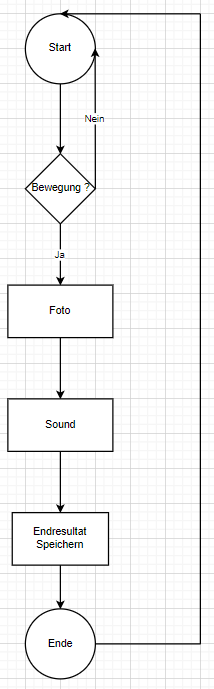 Start
Nein
Bewegung ?
Ja
Foto
Sound
Endresultat
Speichern
Ende